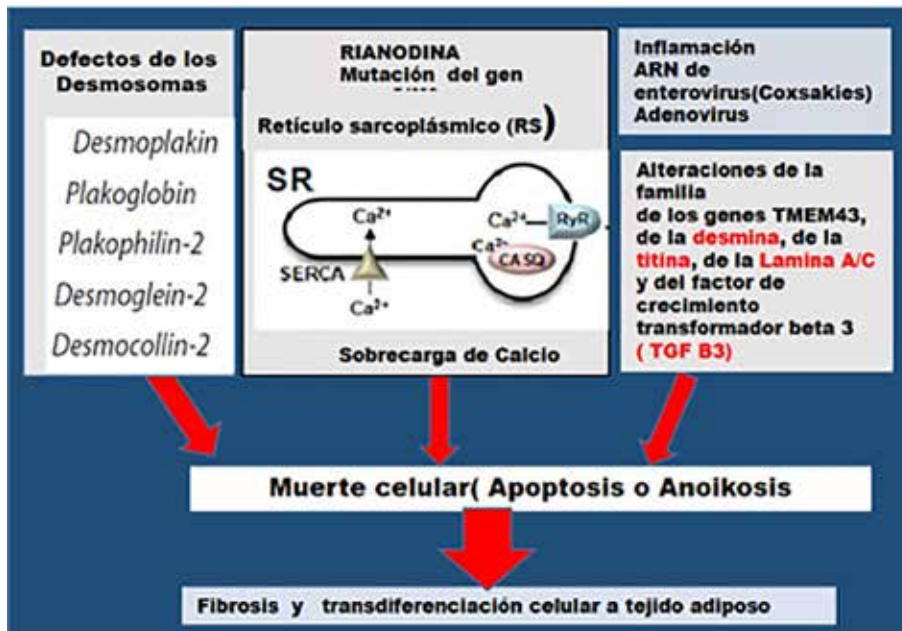 Defectos de los
Desmosomas
Desmoplakin
Plakoglobin
Plakophilin-2
Desmoglein-2
Desmocollin-2
RIANODINA
Mutación del gen
Retículo sarcoplásmico (RS)
SR
Ca²⁺
SERCA
Ca²⁺
Ca²⁺
RyR
Ca²⁺
CASQ
Sobrecarga de Calcio
Inflamación
ARN de
enterovirus(Coxsakies)
Adenovirus
Alteraciones de la
familia
de los genes TMEM43,
de la desmina, de la
titina, de la Lamina A/C
y del factor de
crecimiento
transformador beta 3
( TGF B3)
Muerte celular( Apoptosis o Anoikosis
Fibrosis y transdiferenciación celular a tejido adiposo